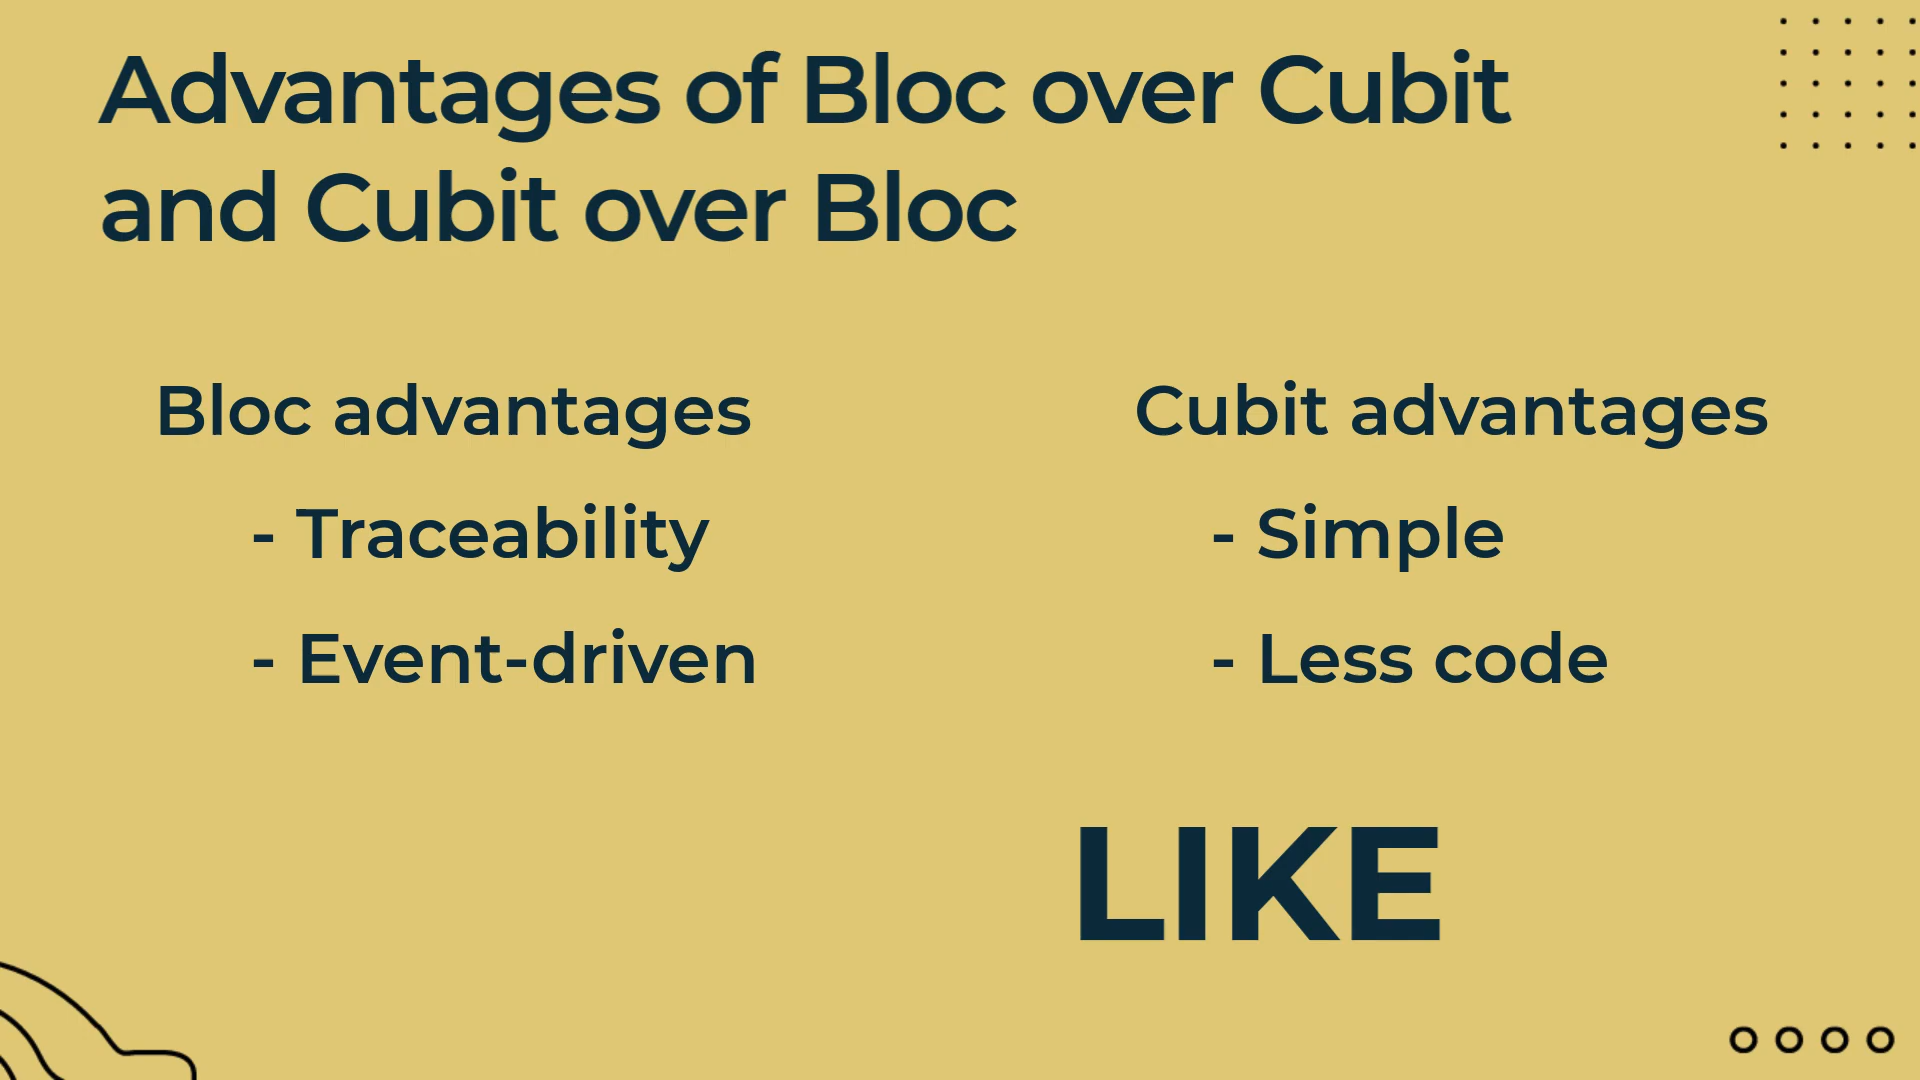 Advantages of Bloc over Cubit
and Cubit over Bloc
Bloc advantages
- Traceability
- Event-driven
Cubit advantages
- Simple
- Less code
LIKE